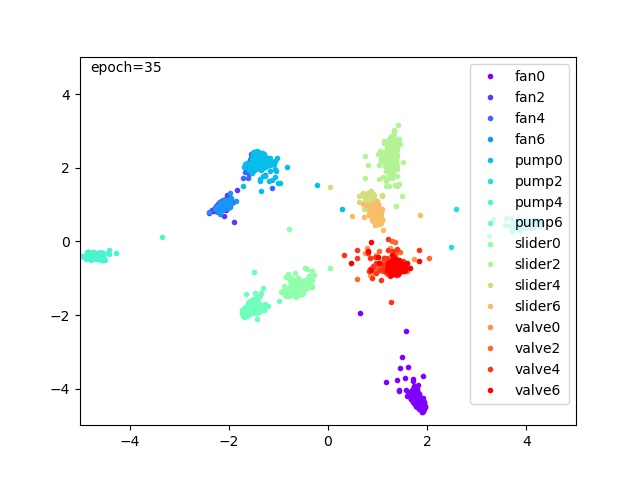 epoch=35
fan0
fan2
fan4
fan6
pump0
pump2
pump4
pump6
slider0
slider2
slider4
slider6
valve0
valve2
valve4
valve6
4
2
0
−2
−4
−4 −2 0 2 4